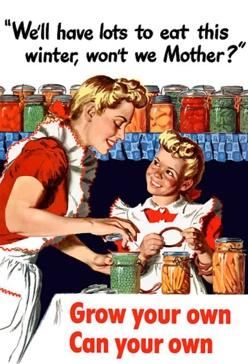 "We'll have lots to eat this
winter, won't we Mother?"
Grow your own
Can your own